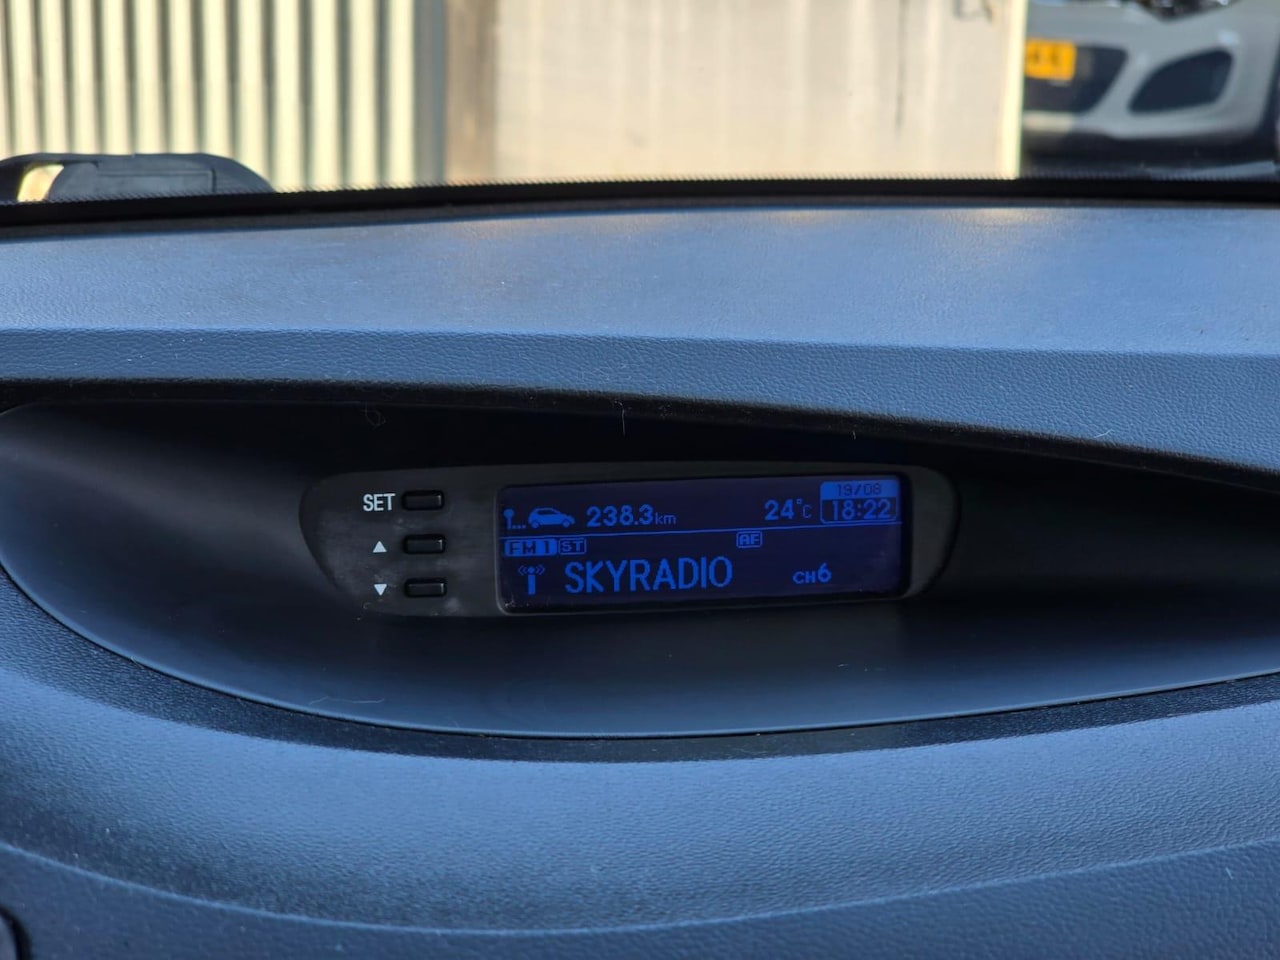 19/08
SET
238.3km 24°C 18:22
FM1 ST AF
SKYRADIO CH6